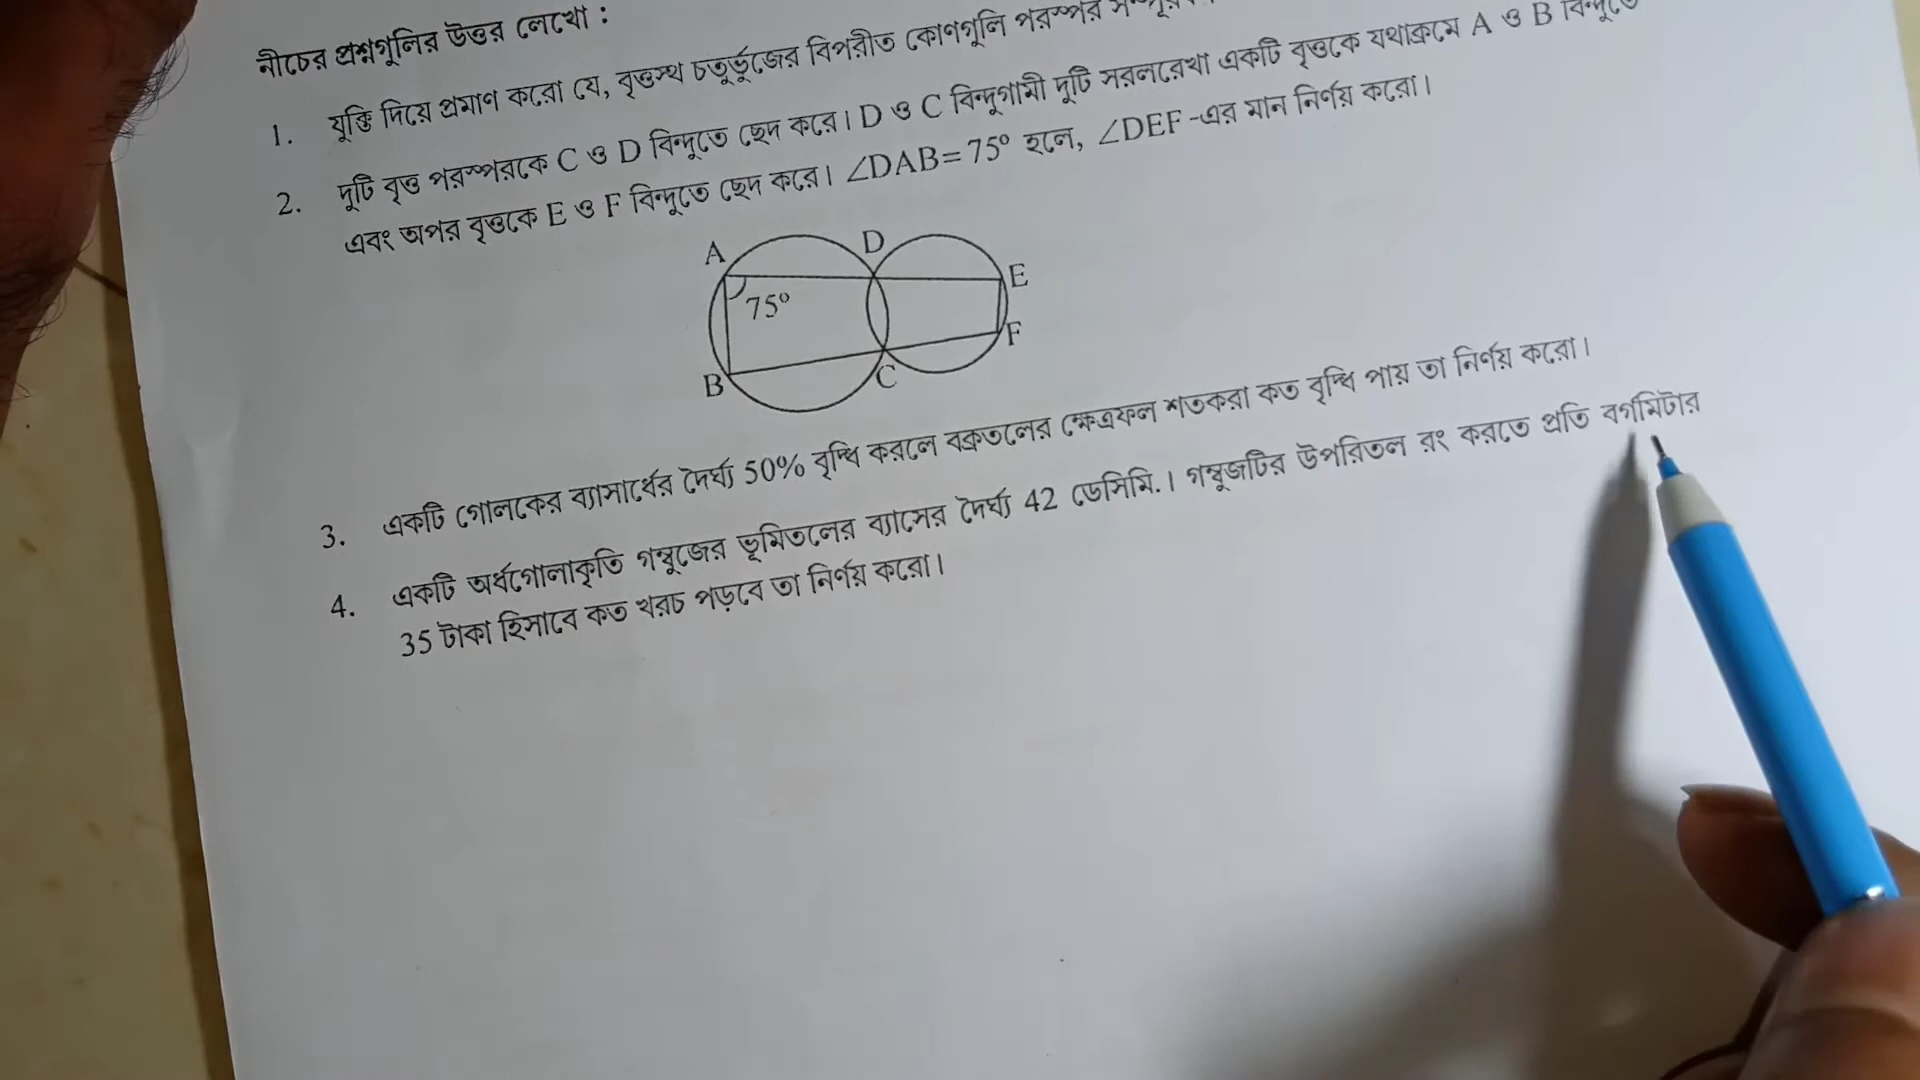 নীচের প্রশ্নগুলির উত্তর লেখো :
1. যুক্তি দিয়ে প্রমাণ করো যে, বৃত্তস্থ চতুর্ভুজের বিপরীত কোণগুলি পরস্পর
2. দুটি বৃত্ত পরস্পরকে C ও D বিন্দুতে ছেদ করে। D ও C বিন্দুগামী দুটি সরলরেখা একটি বৃত্তকে যথাক্রমে A ও B বিন্দুতে
এবং অপর বৃত্তকে E ও F বিন্দুতে ছেদ করে। ∠DAB=75° হলে, ∠DEF-এর মান নির্ণয় করো।
A D E
75°
F
B C
3. একটি গোলকের ব্যাসার্ধের দৈর্ঘ্য 50% বৃদ্ধি করলে বক্রতলের ক্ষেত্রফল শতকরা কত বৃদ্ধি পায় তা নির্ণয় করো।
4. একটি অর্ধগোলাকৃতি গম্বুজের ভূমিতলের ব্যাসের দৈর্ঘ্য 42 ডেসিমি.। গম্বুজটির উপরিতল রং করতে প্রতি বর্গমিটার
35 টাকা হিসাবে কত খরচ পড়বে তা নির্ণয় করো।